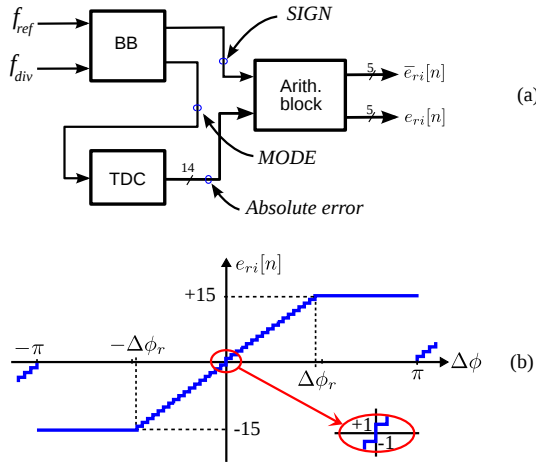 SIGN
f_ref
BB
f_div
Arith.
block
5
e̅_ri[n]
5
e_ri[n]
(a)
MODE
TDC
14
Absolute error
e_ri[n]
+15
−π
−Δϕ_r
Δϕ
(b)
Δϕ_r
π
-15
+1
-1